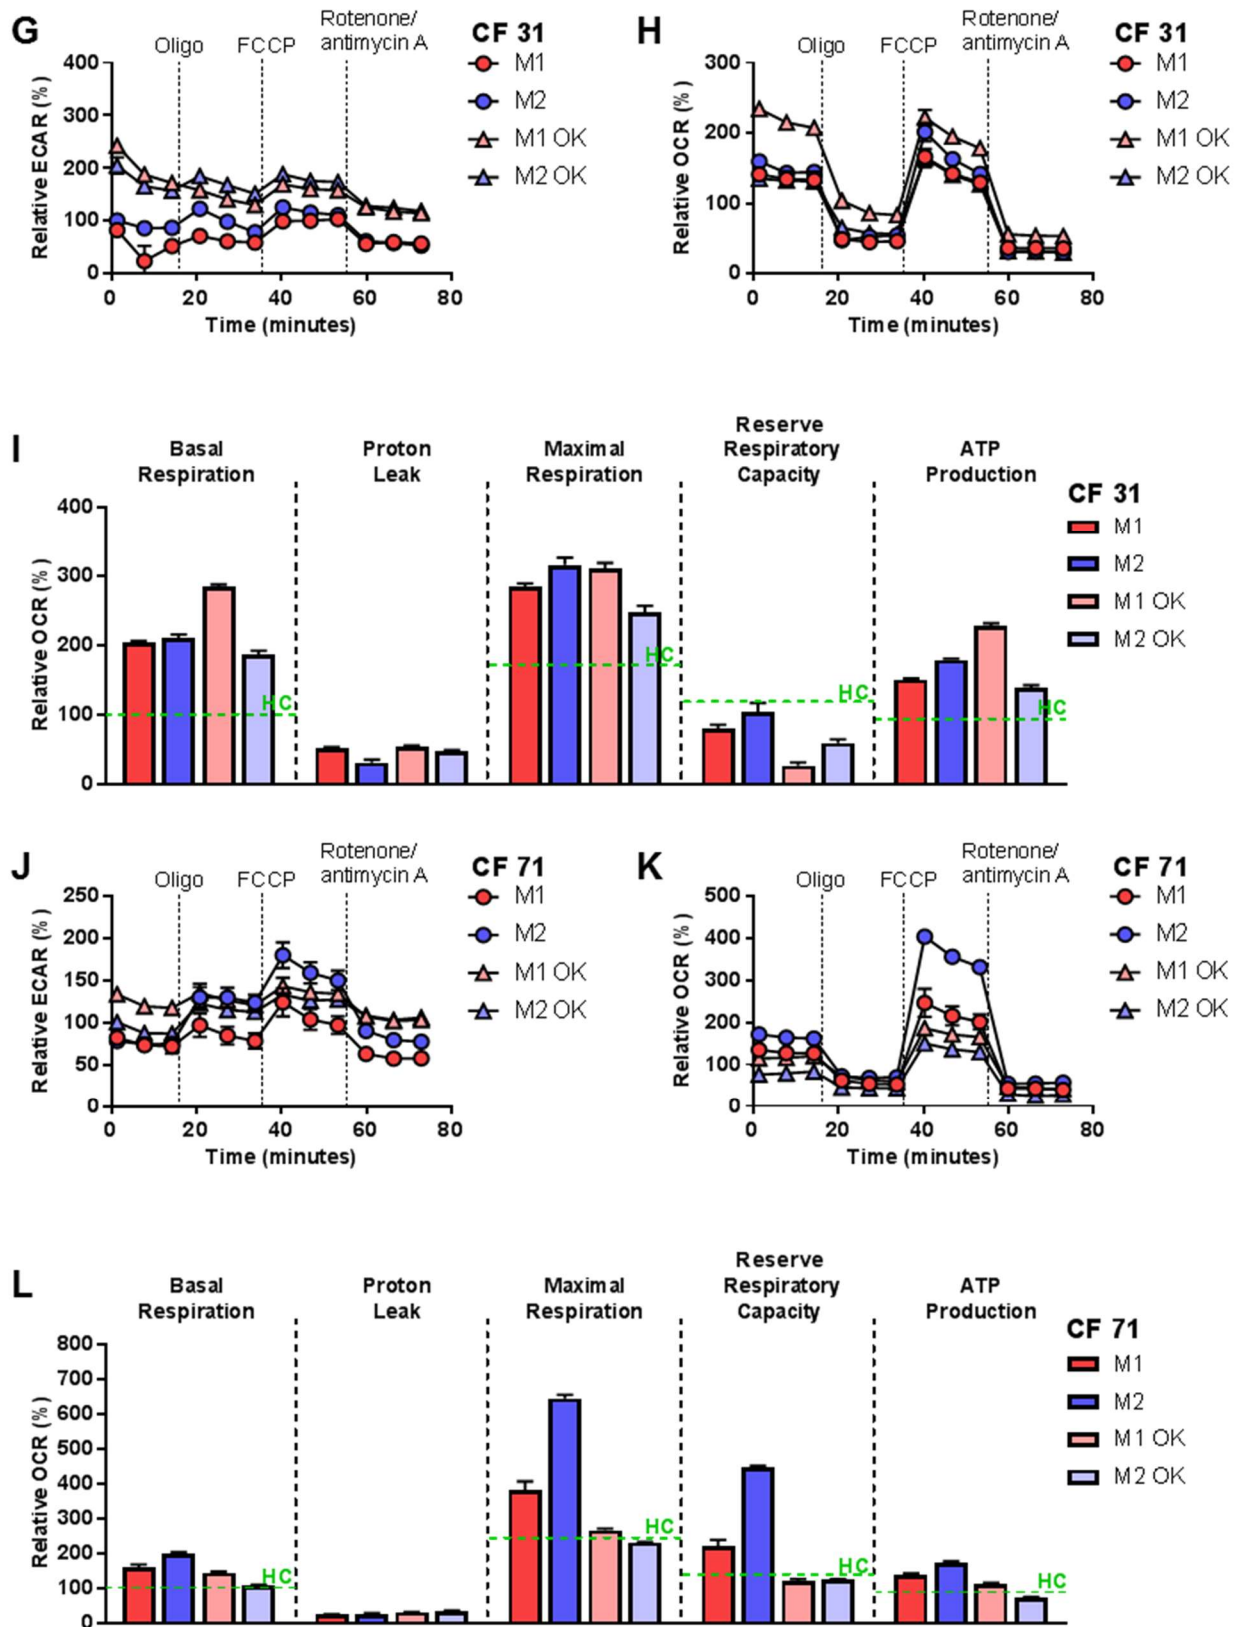 G
Oligo
FCCP
Rotenone/
antimycin A
CF 31
M1
M2
M1 OK
M2 OK
Relative ECAR (%)
400
300
200
100
0
0 20 40 60 80
Time (minutes)
H
Oligo
FCCP
Rotenone/
antimycin A
CF 31
M1
M2
M1 OK
M2 OK
Relative OCR (%)
300
200
100
0
0 20 40 60 80
Time (minutes)
I
Basal
Respiration
Proton
Leak
Maximal
Respiration
Reserve
Respiratory
Capacity
ATP
Production
CF 31
M1
M2
M1 OK
M2 OK
Relative OCR (%)
400
300
200
100
0
HC
HC
HC
HC
J
Oligo
FCCP
Rotenone/
antimycin A
CF 71
M1
M2
M1 OK
M2 OK
Relative ECAR (%)
250
200
150
100
50
0
0 20 40 60 80
Time (minutes)
K
Oligo
FCCP
Rotenone/
antimycin A
CF 71
M1
M2
M1 OK
M2 OK
Relative OCR (%)
500
400
300
200
100
0
0 20 40 60 80
Time (minutes)
L
Basal
Respiration
Proton
Leak
Maximal
Respiration
Reserve
Respiratory
Capacity
ATP
Production
CF 71
M1
M2
M1 OK
M2 OK
Relative OCR (%)
800
700
600
500
400
300
200
100
0
HC
HC
HC
HC